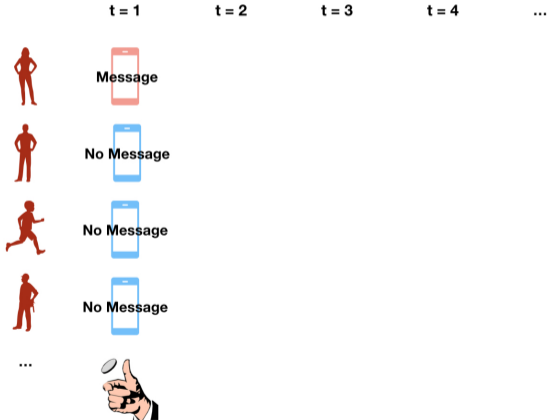 t = 1 t = 2 t = 3 t = 4 ...
Message
No Message
No Message
No Message
...